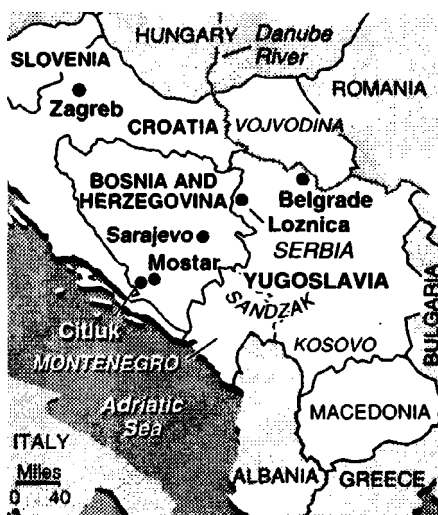 HUNGARY
Danube
River
SLOVENIA
ROMANIA
Zagreb
CROATIA
VOJVODINA
BOSNIA AND
HERZEGOVINA
Belgrade
Loznica
Sarajevo
SERBIA
Mostar
YUGOSLAVIA
SANDZAK
BULGARIA
Citluk
KOSOVO
MONTENEGRO
Adriatic
Sea
MACEDONIA
ITALY
Miles
0 40
ALBANIA
GREECE